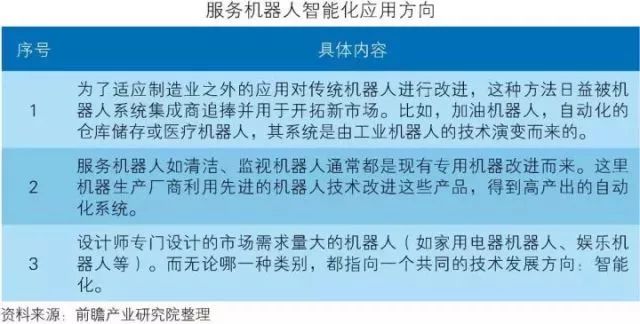 服务机器人智能化应用方向
序号 具体内容
1 为了适应制造业之外的应用对传统机器人进行改进，这种方法日益被机
器人系统集成商追捧并用于开拓新市场。比如，加油机器人，自动化的
仓库储存或医疗机器人，其系统是由工业机器人的技术演变而来的。
2 服务机器人如清洁、监视机器人通常都是现有专用机器改进而来。这里
机器生产厂商利用先进的机器人技术改进这些产品，得到高产出的自动
化系统。
3 设计师专门设计的市场需求量大的机器人（如家用电器机器人、娱乐机
器人等）。而无论哪一种类别，都指向一个共同的技术发展方向：智能
化。
资料来源：前瞻产业研究院整理